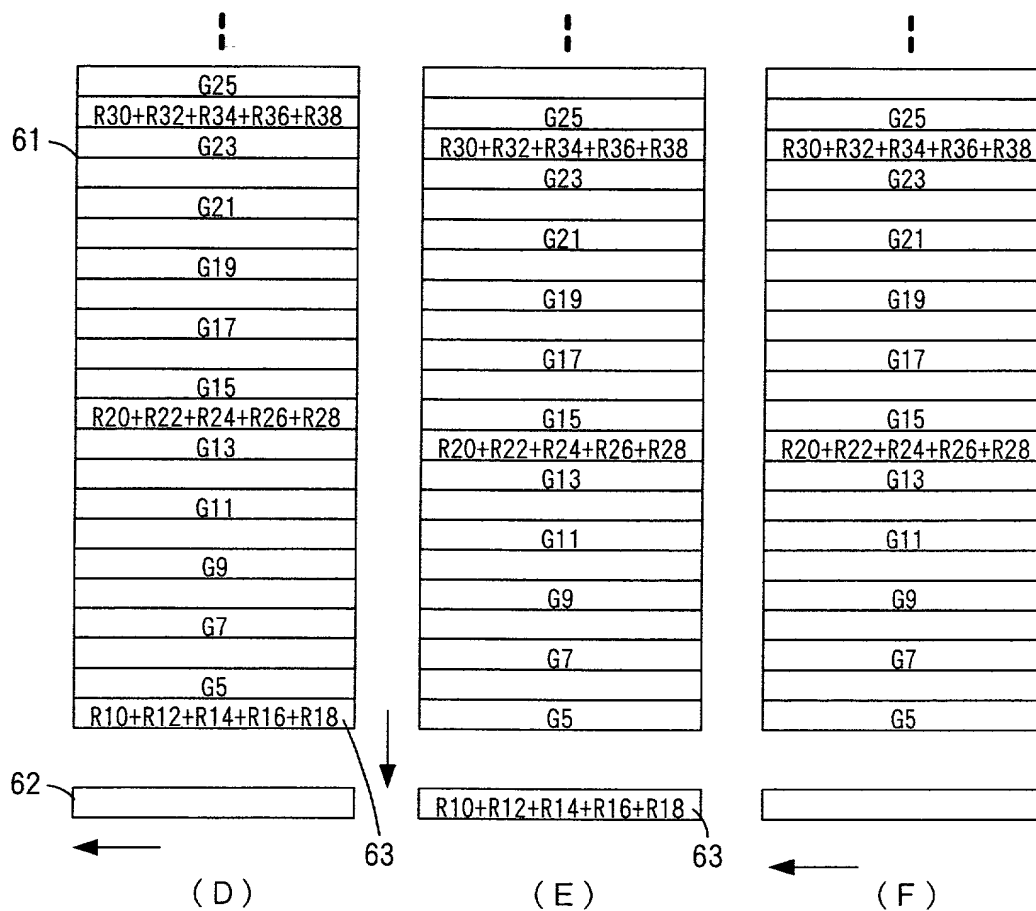 G25
R30+R32+R34+R36+R38
61
G23
G21
G19
G17
G15
R20+R22+R24+R26+R28
G13
G11
G9
G7
G5
R10+R12+R14+R16+R18
62
63
(D)
G25
R30+R32+R34+R36+R38
G23
G21
G19
G17
G15
R20+R22+R24+R26+R28
G13
G11
G9
G7
G5
R10+R12+R14+R16+R18
63
(E)
G25
R30+R32+R34+R36+R38
G23
G21
G19
G17
G15
R20+R22+R24+R26+R28
G13
G11
G9
G7
G5
(F)